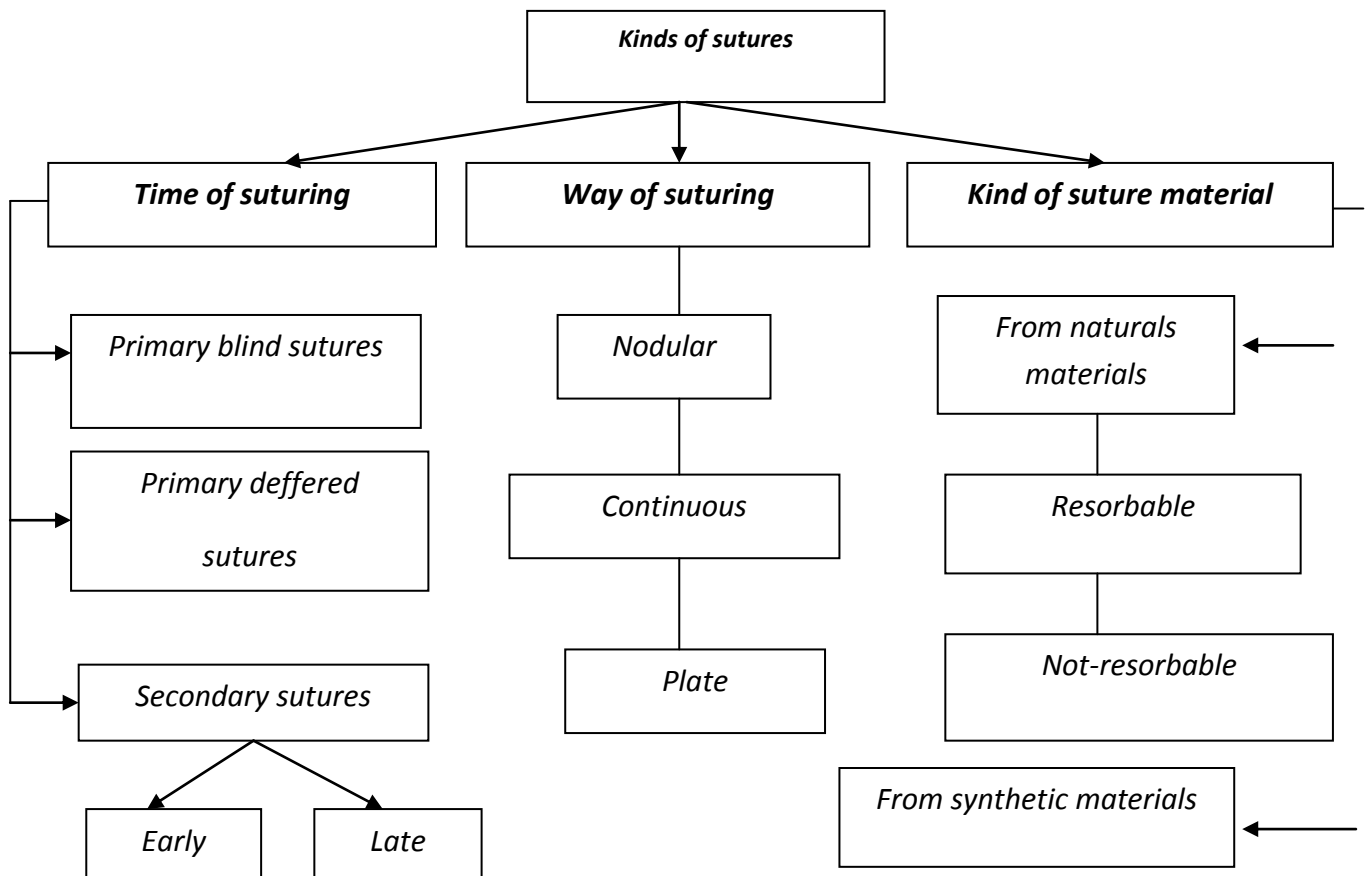 Kinds of sutures
Time of suturing
Way of suturing
Kind of suture material
Primary blind sutures
Nodular
From naturals
materials
Primary deffered
sutures
Continuous
Resorbable
Secondary sutures
Plate
Not-resorbable
Early
Late
From synthetic materials